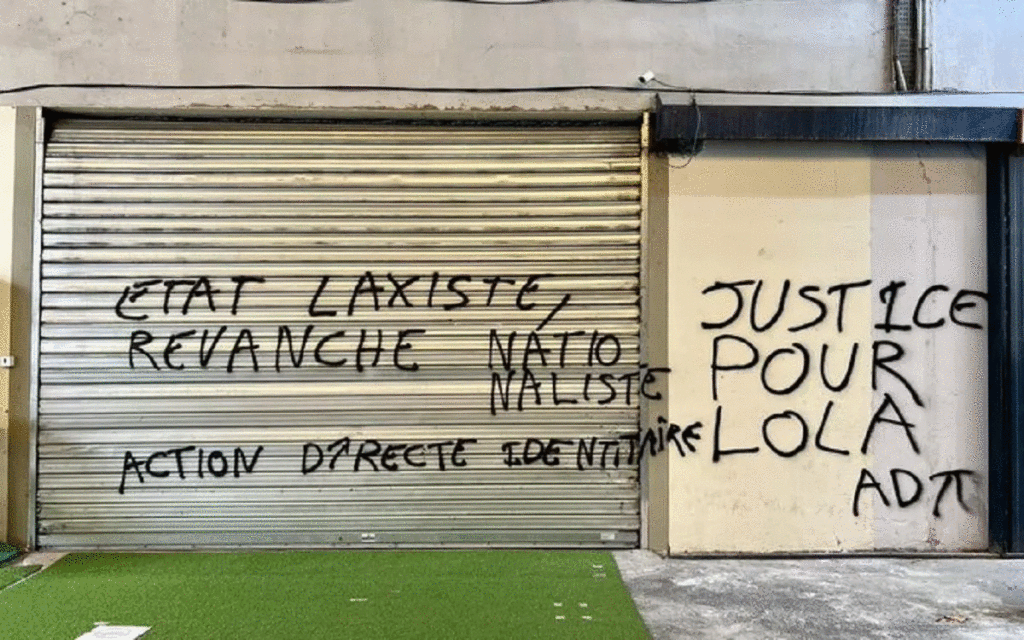 ETAT LAXISTE,
REVANCHE NATIO
NALISTE
ACTION DIRECTE IDENTITAIRE
JUSTICE
POUR
LOLA
ADπ